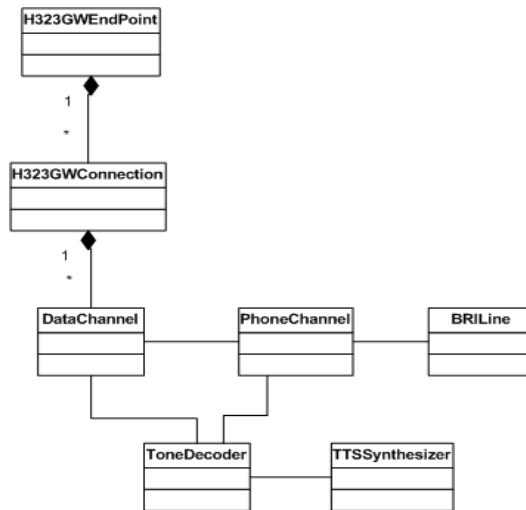 H323GWEndPoint
1
*
H323GWConnection
1
*
DataChannel
PhoneChannel
BRILine
ToneDecoder
TTSSynthesizer